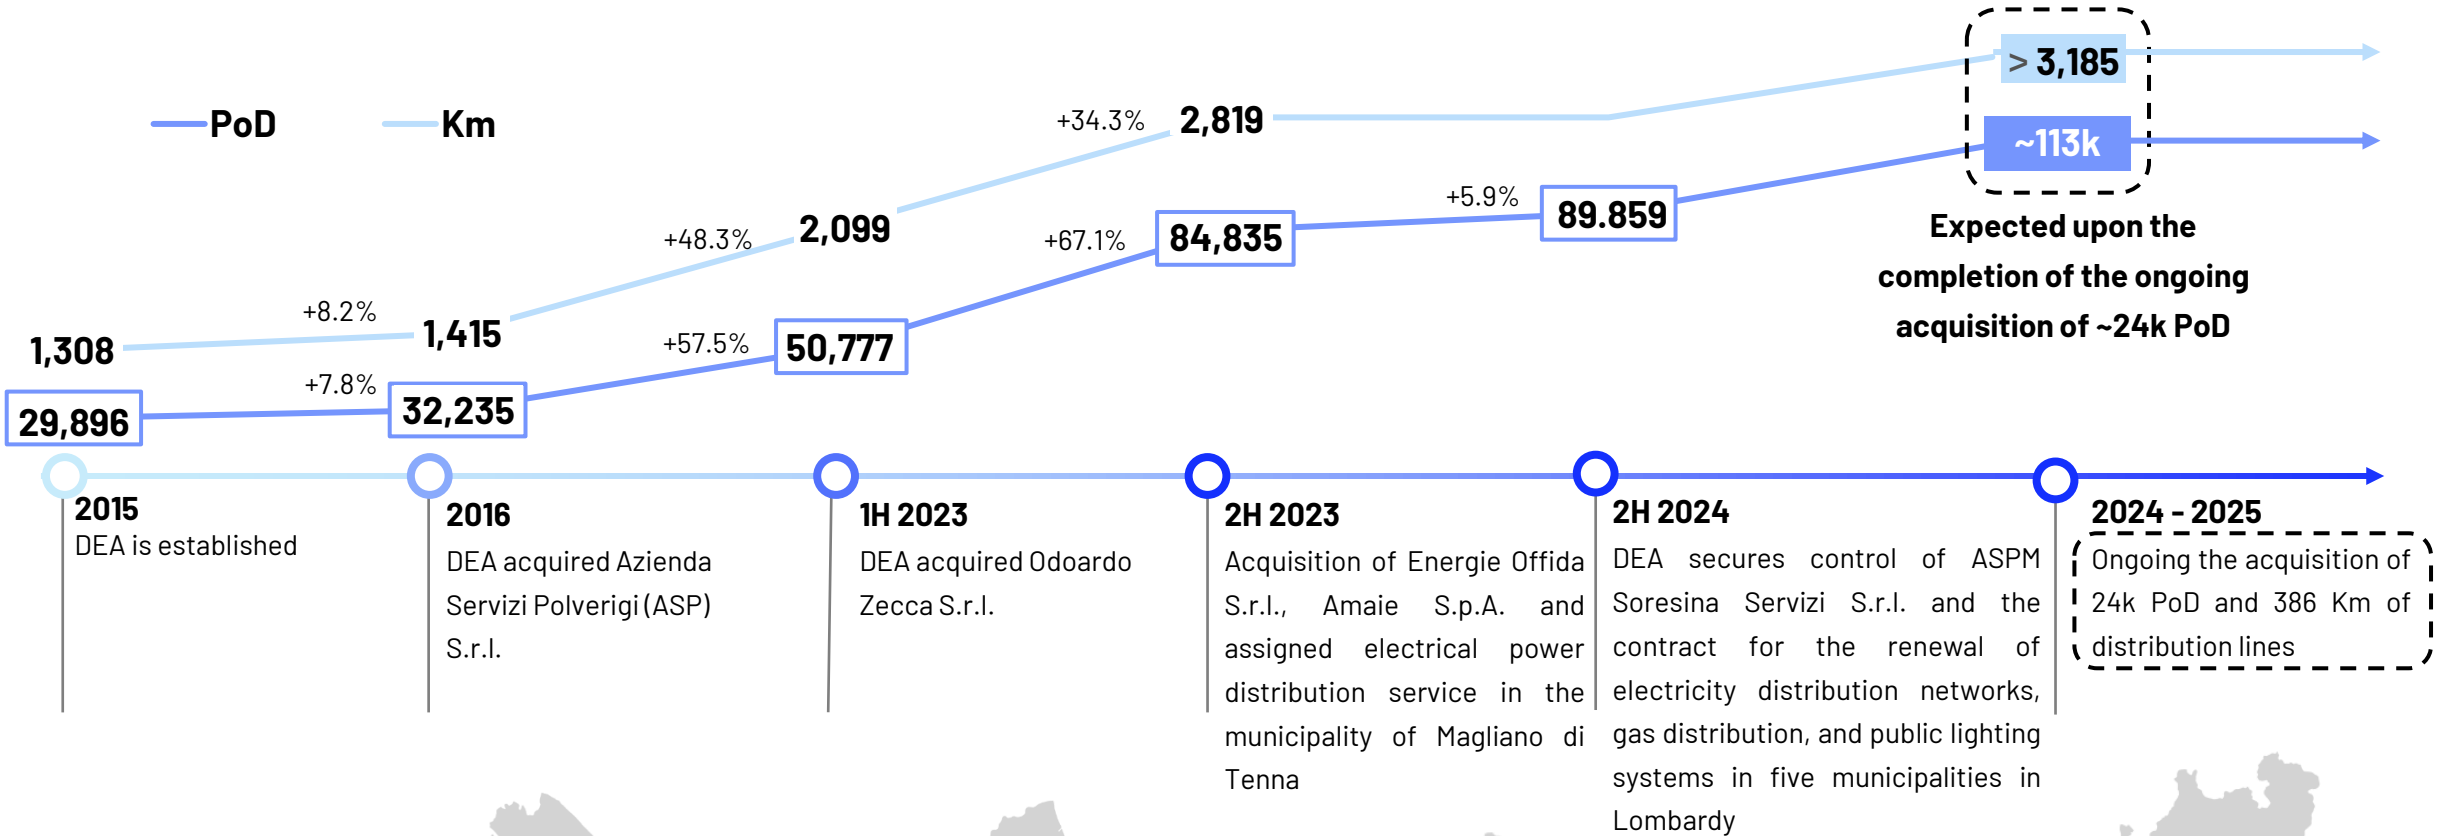 PoD
Km
1,308
+8.2%
1,415
+48.3%
2,099
+34.3%
2,819
> 3,185
29,896
+7.8%
32,235
+57.5%
50,777
+67.1%
84,835
+5.9%
89.859
~113k
Expected upon the
completion of the ongoing
acquisition of ~24k PoD
2015
DEA is established
2016
DEA acquired Azienda
Servizi Polverigi (ASP)
S.r.l.
1H 2023
DEA acquired Odoardo
Zecca S.r.l.
2H 2023
Acquisition of Energie Offida
S.r.l., Amaie S.p.A. and
assigned electrical power
distribution service in the
municipality of Magliano di
Tenna
2H 2024
DEA secures control of ASPM
Soresina Servizi S.r.l. and the
contract for the renewal of
electricity distribution networks,
gas distribution, and public lighting
systems in five municipalities in
Lombardy
2024 - 2025
Ongoing the acquisition of
24k PoD and 386 Km of
distribution lines